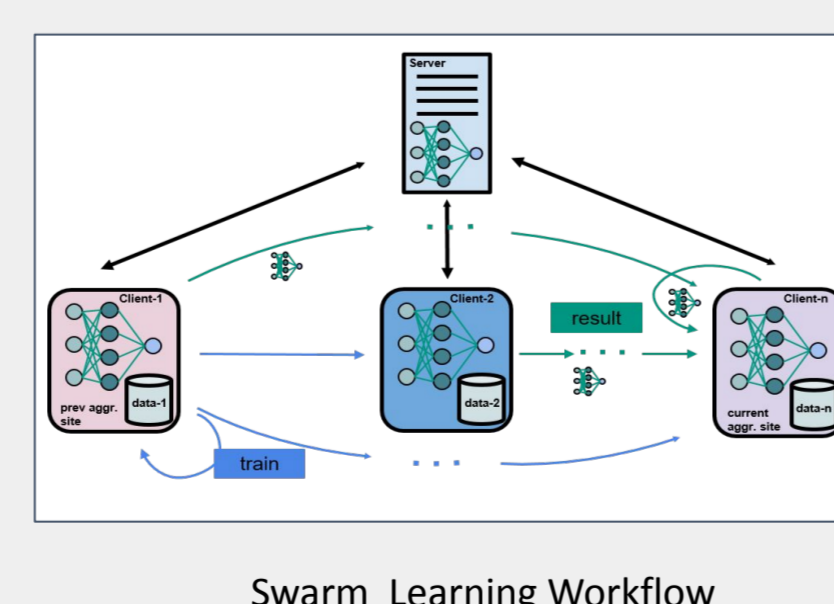 Server
Client-1
Client-2
Client-n
result
data-1
data-2
data-n
prev aggr.
site
current
aggr. site
train
Swarm Learning Workflow